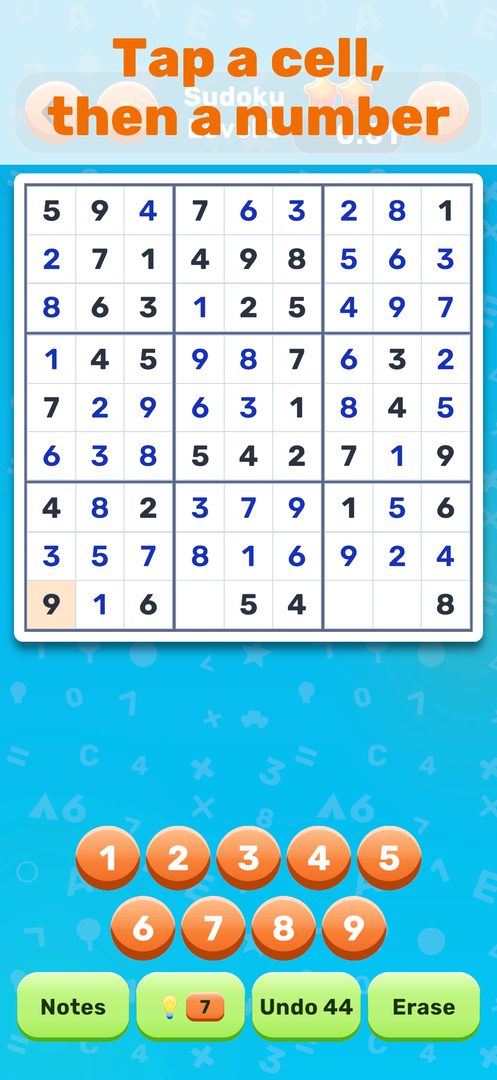 Tap a cell,
Sudoku
then a number
5 9 4 7 6 3 2 8 1
2 7 1 4 9 8 5 6 3
8 6 3 1 2 5 4 9 7
1 4 5 9 8 7 6 3 2
7 2 9 6 3 1 8 4 5
6 3 8 5 4 2 7 1 9
4 8 2 3 7 9 1 5 6
3 5 7 8 1 6 9 2 4
9 1 6 5 4 8
1 2 3 4 5
6 7 8 9
Notes 7 Undo 44 Erase